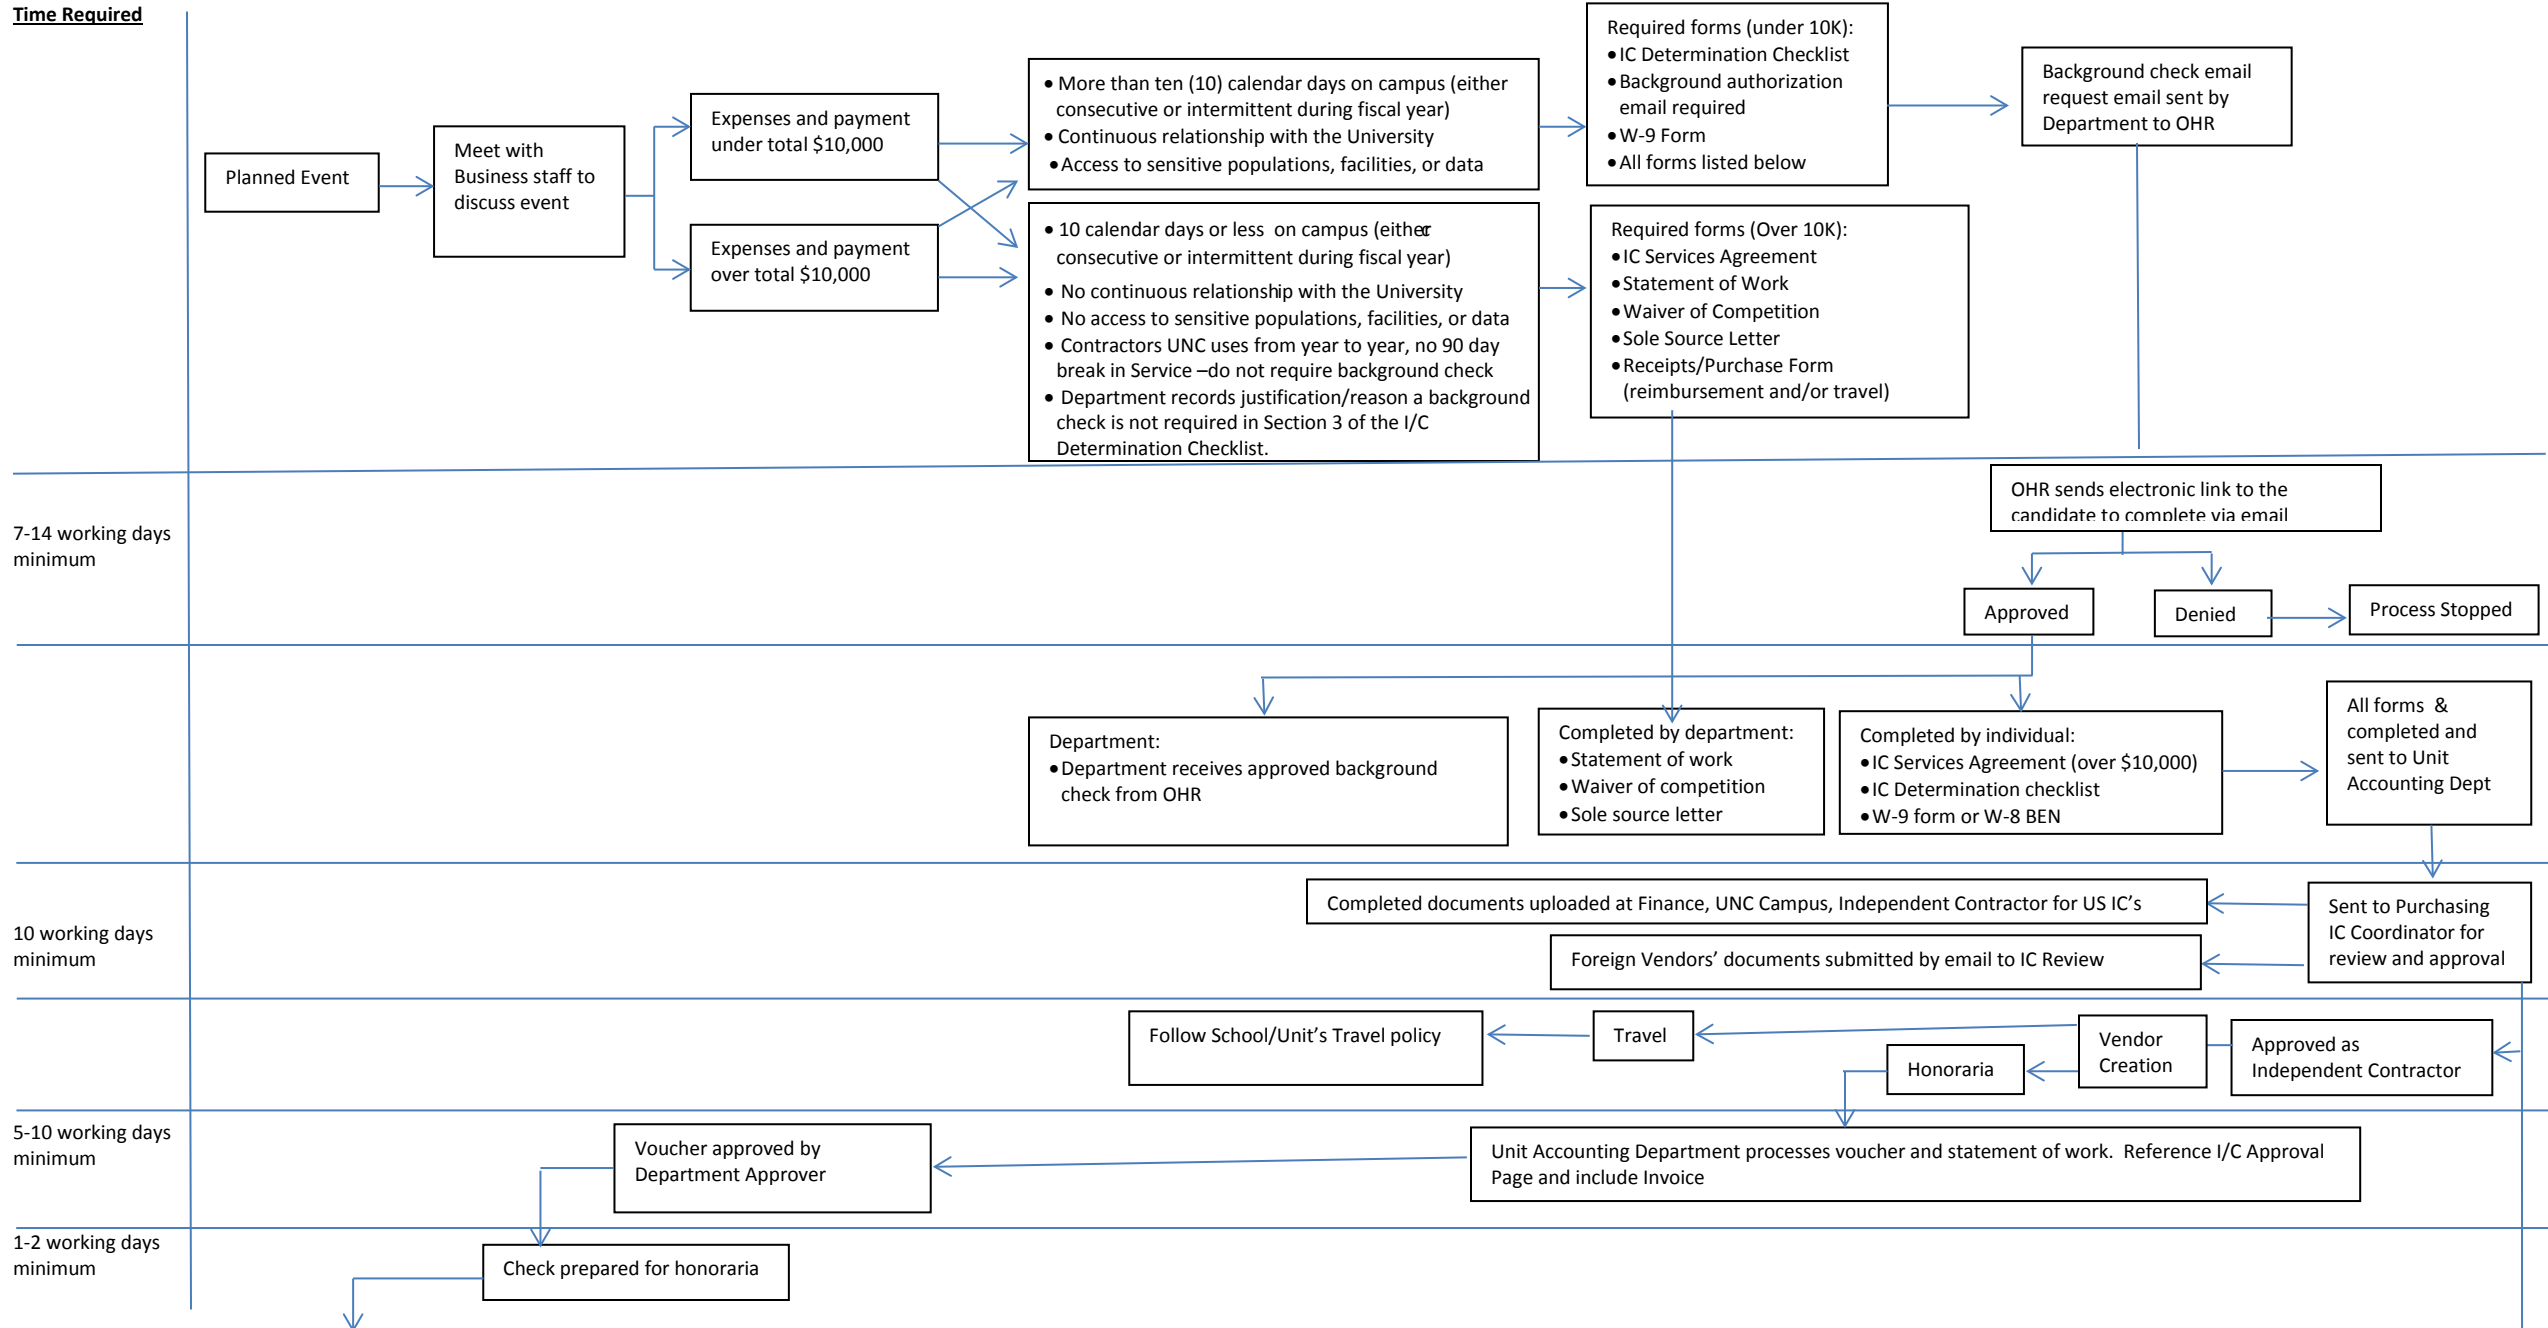 Time Required
Planned Event
Meet with
Business staff to
discuss event
Expenses and payment
under total $10,000
Expenses and payment
over total $10,000
• More than ten (10) calendar days on campus (either
consecutive or intermittent during fiscal year)
• Continuous relationship with the University
• Access to sensitive populations, facilities, or data
• 10 calendar days or less on campus (either
consecutive or intermittent during fiscal year)
• No continuous relationship with the University
• No access to sensitive populations, facilities, or data
• Contractors UNC uses from year to year, no 90 day
break in Service –do not require background check
• Department records justification/reason a background
check is not required in Section 3 of the I/C
Determination Checklist.
Required forms (under 10K):
• IC Determination Checklist
• Background authorization
email required
• W-9 Form
• All forms listed below
Required forms (Over 10K):
• IC Services Agreement
• Statement of Work
• Waiver of Competition
• Sole Source Letter
• Receipts/Purchase Form
(reimbursement and/or travel)
Background check email
request email sent by
Department to OHR
7-14 working days
minimum
OHR sends electronic link to the
candidate to complete via email
Approved
Denied
Process Stopped
Department:
• Department receives approved background
check from OHR
Completed by department:
• Statement of work
• Waiver of competition
• Sole source letter
Completed by individual:
• IC Services Agreement (over $10,000)
• IC Determination checklist
• W-9 form or W-8 BEN
All forms &
completed and
sent to Unit
Accounting Dept
10 working days
minimum
Completed documents uploaded at Finance, UNC Campus, Independent Contractor for US IC's
Foreign Vendors' documents submitted by email to IC Review
Sent to Purchasing
IC Coordinator for
review and approval
Follow School/Unit's Travel policy
Travel
Honoraria
Vendor
Creation
Approved as
Independent Contractor
5-10 working days
minimum
Voucher approved by
Department Approver
Unit Accounting Department processes voucher and statement of work. Reference I/C Approval
Page and include Invoice
1-2 working days
minimum
Check prepared for honoraria